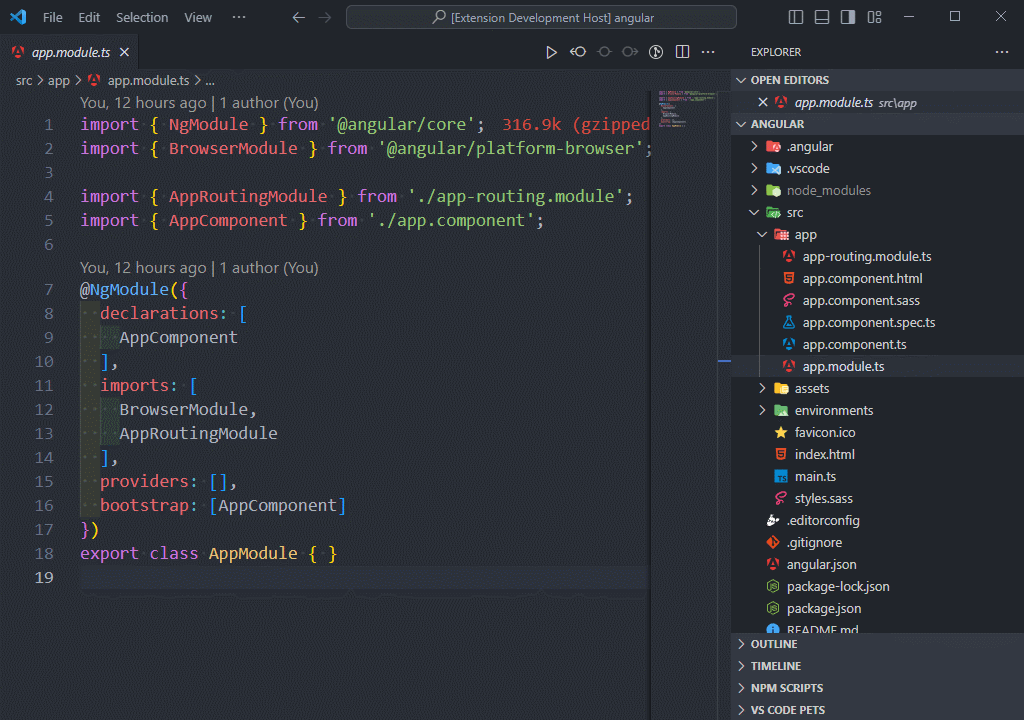 File Edit Selection View ···
[Extension Development Host] angular
app.module.ts
src > app > app.module.ts > ...
You, 12 hours ago | 1 author (You)
1 import { NgModule } from '@angular/core'; 316.9k (gzipped
2 import { BrowserModule } from '@angular/platform-browser';
3
4 import { AppRoutingModule } from './app-routing.module';
5 import { AppComponent } from './app.component';
6
You, 12 hours ago | 1 author (You)
7 @NgModule({
8 declarations: [
9 AppComponent
10 ],
11 imports: [
12 BrowserModule,
13 AppRoutingModule
14 ],
15 providers: [],
16 bootstrap: [AppComponent]
17 })
18 export class AppModule { }
19
EXPLORER
OPEN EDITORS
app.module.ts src\app
ANGULAR
.angular
.vscode
node_modules
src
app
app-routing.module.ts
app.component.html
app.component.sass
app.component.spec.ts
app.component.ts
app.module.ts
assets
environments
favicon.ico
index.html
main.ts
styles.sass
.editorconfig
.gitignore
angular.json
package-lock.json
package.json
README.md
OUTLINE
TIMELINE
NPM SCRIPTS
VS CODE PETS